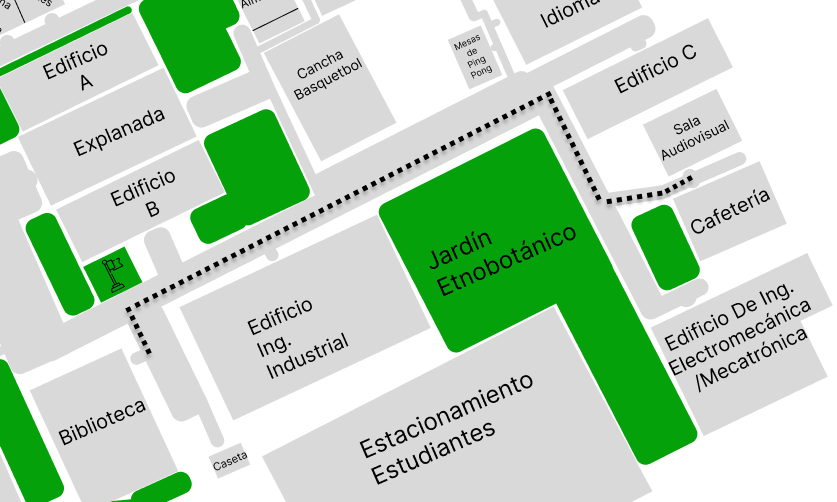 Idioma
Edificio
A
Cancha
Basquetbol
Mesas
de
Ping
Pong
Edificio C
Explanada
Sala
Audiovisual
Edificio
B
Cafetería
Jardín
Etnobotánico
Edificio
Ing.
Industrial
Edificio De Ing.
Electromecánica
/Mecatrónica
Biblioteca
Estacionamiento
Estudiantes
Caseta